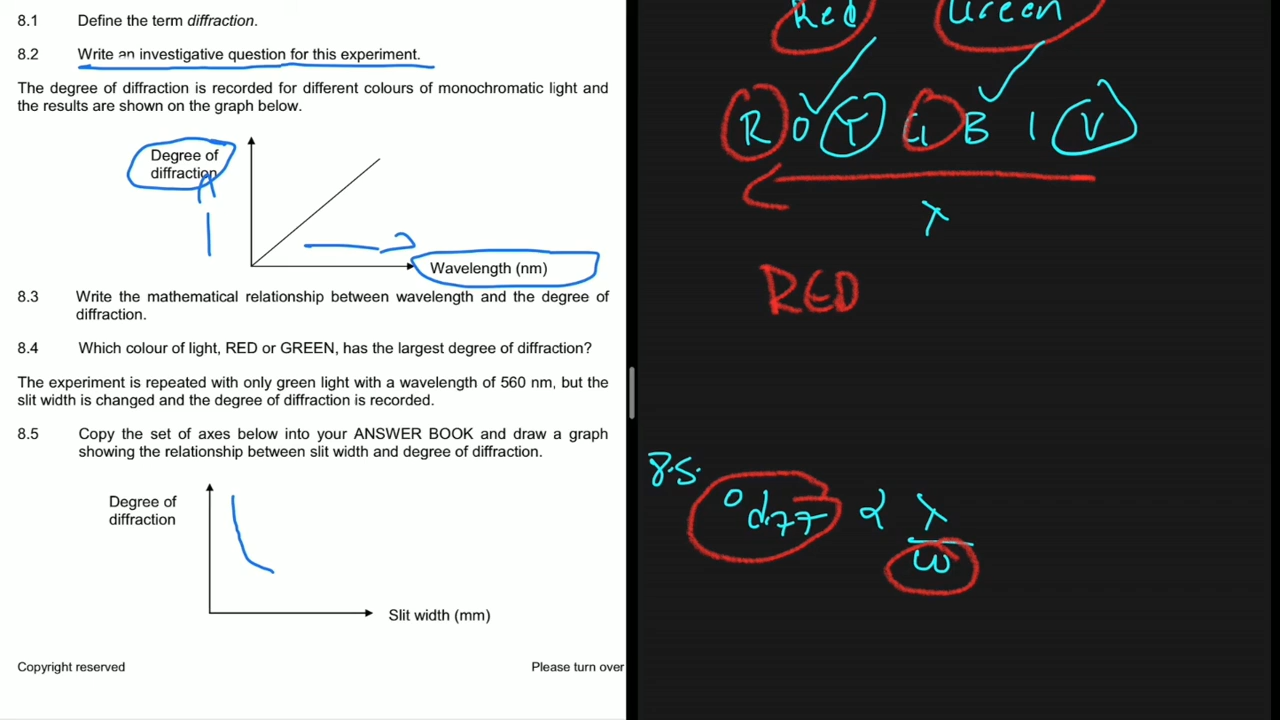 8.1 Define the term diffraction.
8.2 Write an investigative question for this experiment.
The degree of diffraction is recorded for different colours of monochromatic light and
the results are shown on the graph below.
Degree of
diffraction
Wavelength (nm)
8.3 Write the mathematical relationship between wavelength and the degree of
diffraction.
8.4 Which colour of light, RED or GREEN, has the largest degree of diffraction?
The experiment is repeated with only green light with a wavelength of 560 nm, but the
slit width is changed and the degree of diffraction is recorded.
8.5 Copy the set of axes below into your ANSWER BOOK and draw a graph
showing the relationship between slit width and degree of diffraction.
Degree of
diffraction
Slit width (mm)
Copyright reserved Please turn over
Red Green
R O Y G B I V
λ
RED
8.5.
°diff α λ
ω